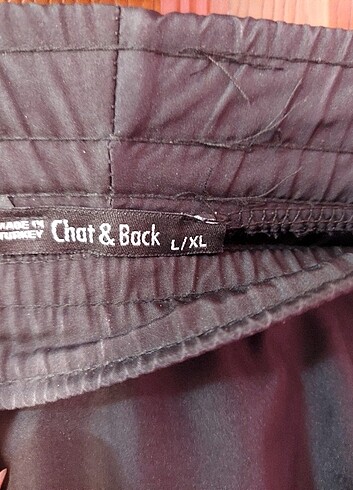 MADE IN
TURKEY
Chat & Back
L/XL